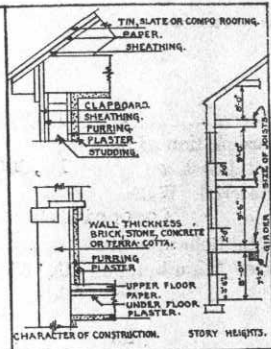 TIN, SLATE OR COMPO ROOFING.
PAPER.
SHEATHING.
CLAPBOARD
SHEATHING.
FURRING.
PLASTER
STUDDING.
WALL THICKNESS
BRICK, STONE, CONCRETE
OR TERRA-COTTA.
FURRING
PLASTER
UPPER FLOOR
PAPER.
UNDER FLOOR
PLASTER.
SIZE OF JOISTS
GIRDER
CHARACTER OF CONSTRUCTION.
STORY HEIGHTS.